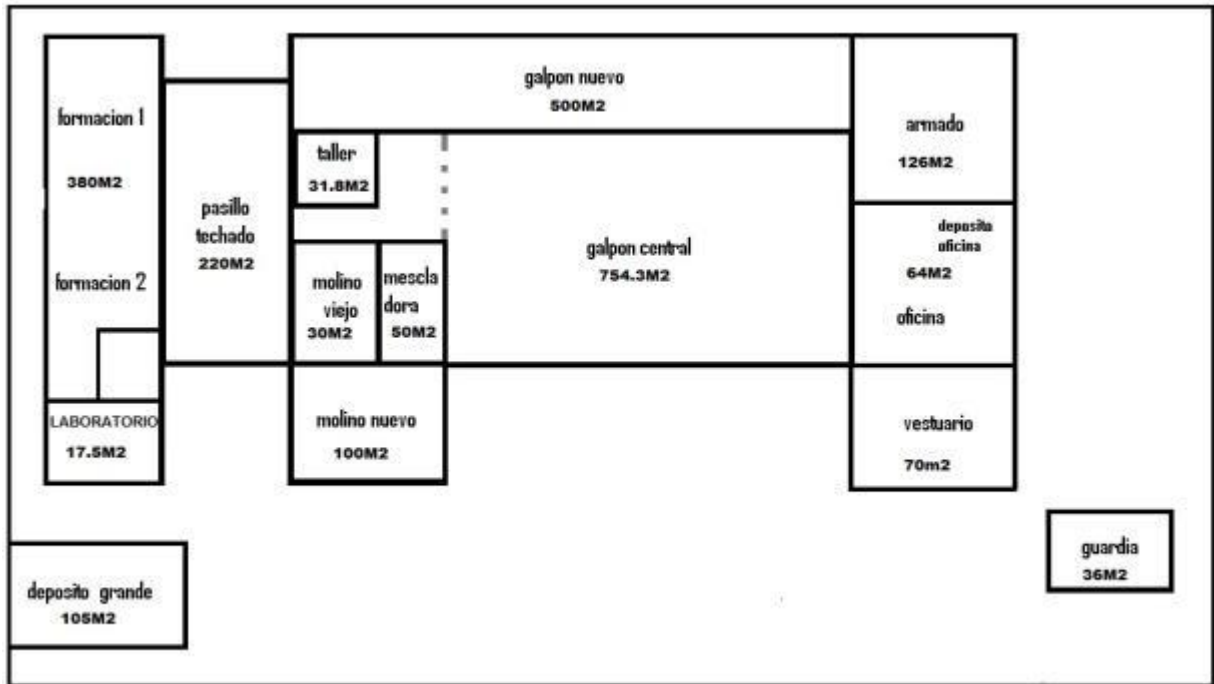 formacion 1
380M2
formacion 2
LABORATORIO
17.5M2
pasillo
techado
220M2
galpon nuevo
500M2
taller
31.8M2
molino
viejo
30M2
mescla
dora
50M2
galpon central
754.3M2
molino nuevo
100M2
armado
126M2
deposito
oficina
64M2
oficina
vestuario
70m2
deposito grande
105M2
guardia
36M2